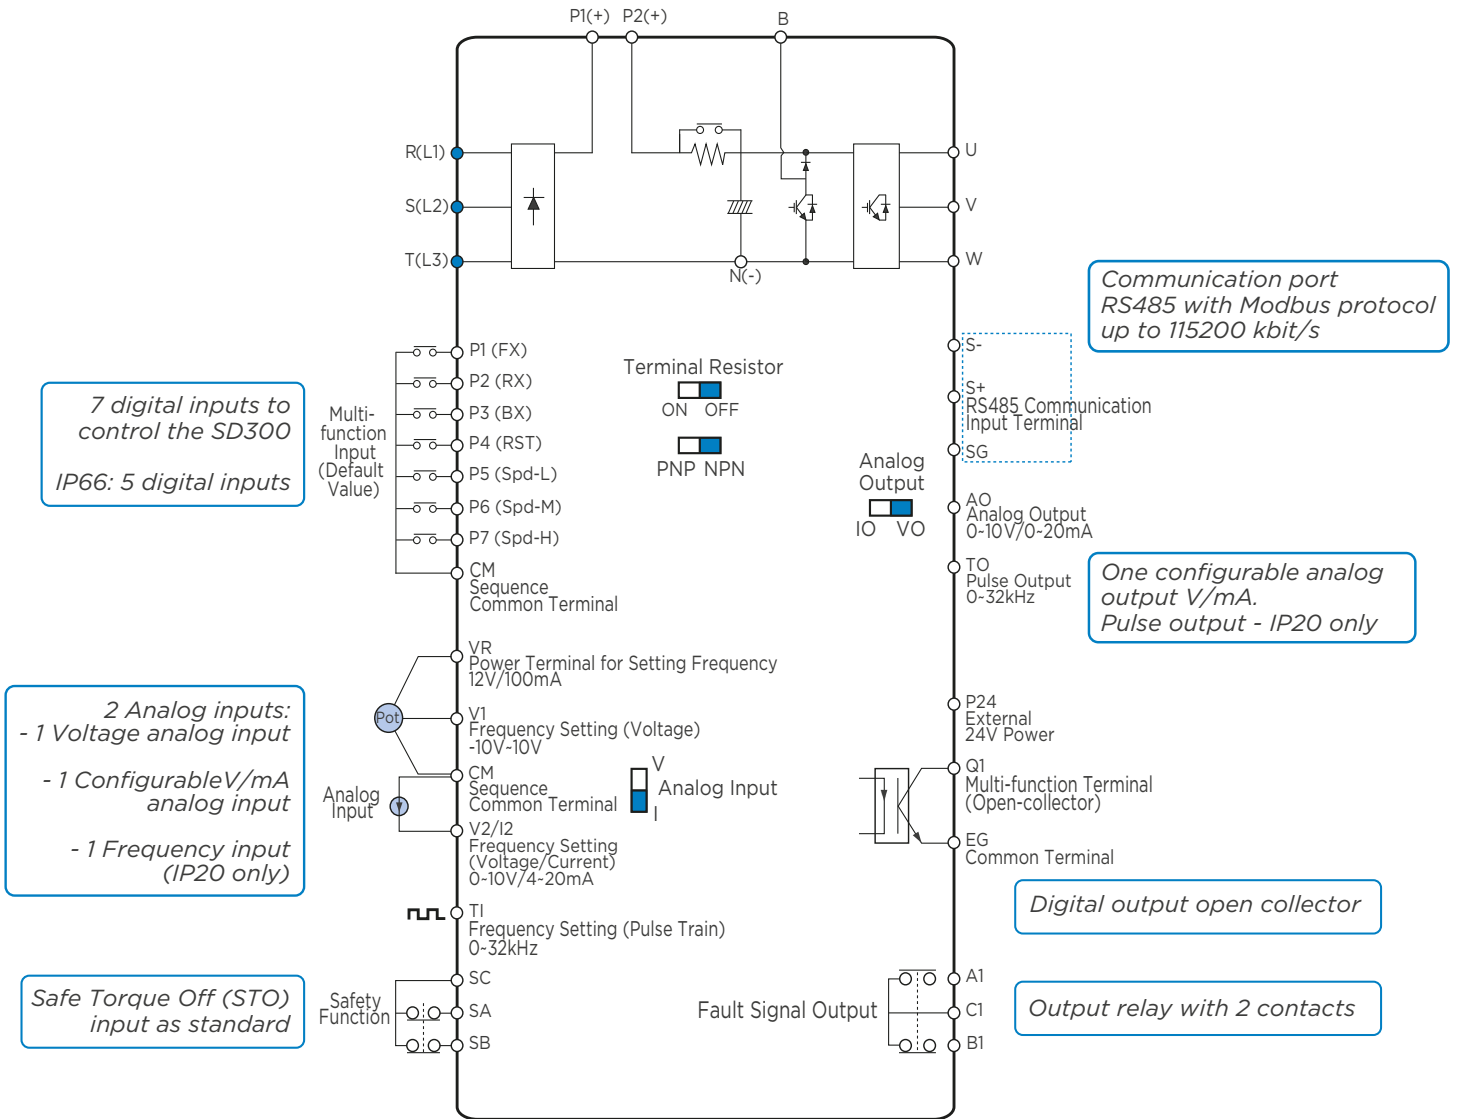 P1(+) P2(+) B
R(L1)
S(L2)
T(L3)
U
V
W
N(-)
Communication port
RS485 with Modbus protocol
up to 115200 kbit/s
7 digital inputs to
control the SD300
IP66: 5 digital inputs
Multi-
function
Input
(Default
Value)
P1 (FX)
P2 (RX)
P3 (BX)
P4 (RST)
P5 (Spd-L)
P6 (Spd-M)
P7 (Spd-H)
CM
Sequence
Common Terminal
Terminal Resistor
ON OFF
PNP NPN
Analog
Output
IO VO
S-
S+
RS485 Communication
Input Terminal
SG
AO
Analog Output
0~10V/0~20mA
TO
Pulse Output
0~32kHz
One configurable analog
output V/mA.
Pulse output - IP20 only
2 Analog inputs:
- 1 Voltage analog input
- 1 ConfigurableV/mA
analog input
- 1 Frequency input
(IP20 only)
Pot
Analog
Input
VR
Power Terminal for Setting Frequency
12V/100mA
V1
Frequency Setting (Voltage)
-10V~10V
CM
Sequence
Common Terminal
V2/I2
Frequency Setting
(Voltage/Current)
0~10V/4~20mA
TI
Frequency Setting (Pulse Train)
0~32kHz
V
Analog Input
I
P24
External
24V Power
Q1
Multi-function Terminal
(Open-collector)
EG
Common Terminal
Digital output open collector
Safe Torque Off (STO)
input as standard
Safety
Function
SC
SA
SB
Fault Signal Output
A1
C1
B1
Output relay with 2 contacts